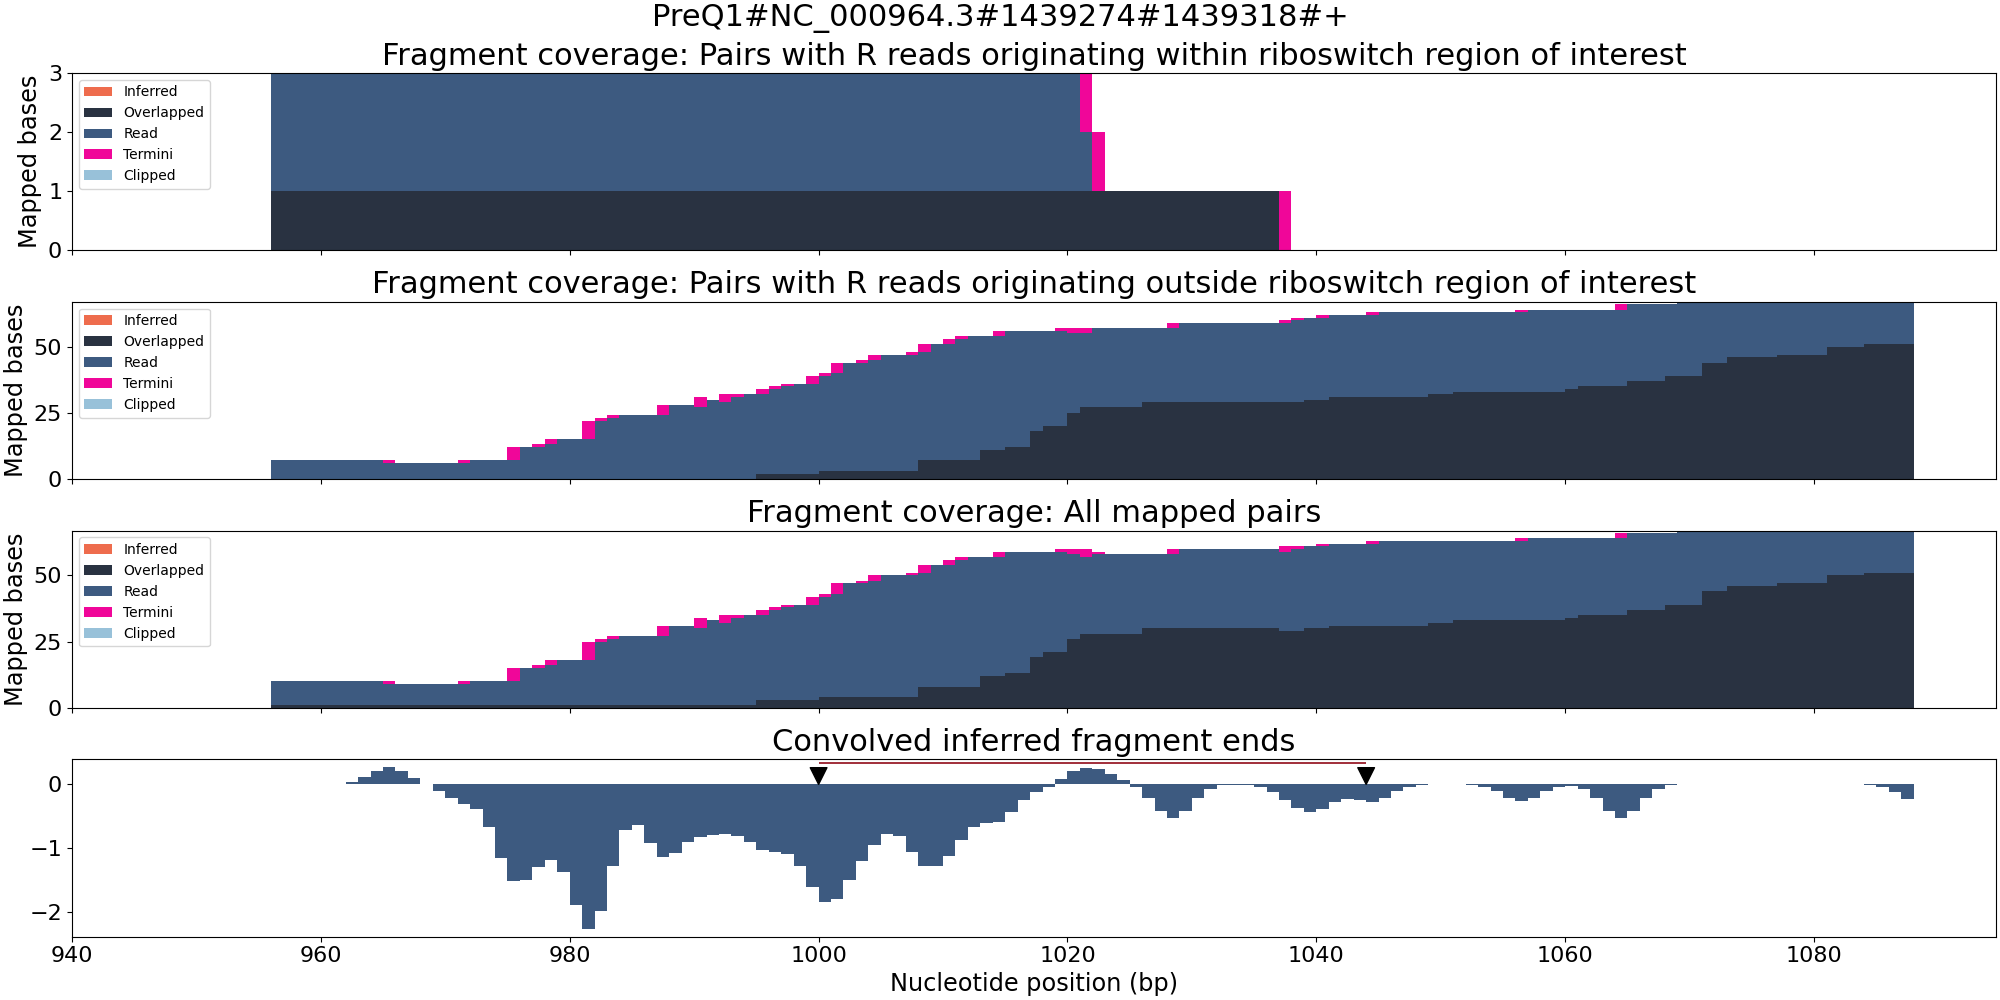 PreQ1#NC_000964.3#1439274#1439318#+
Fragment coverage: Pairs with R reads originating within riboswitch region of interest
Mapped bases
3
2
1
0
Inferred
Overlapped
Read
Termini
Clipped
Fragment coverage: Pairs with R reads originating outside riboswitch region of interest
Mapped bases
50
25
0
Inferred
Overlapped
Read
Termini
Clipped
Fragment coverage: All mapped pairs
Mapped bases
50
25
0
Inferred
Overlapped
Read
Termini
Clipped
Convolved inferred fragment ends
0
−1
−2
940 960 980 1000 1020 1040 1060 1080
Nucleotide position (bp)